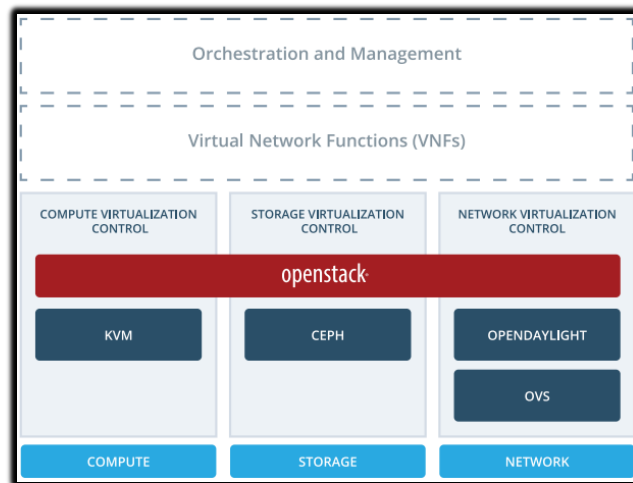 Orchestration and Management
Virtual Network Functions (VNFs)
COMPUTE VIRTUALIZATION
CONTROL
STORAGE VIRTUALIZATION
CONTROL
NETWORK VIRTUALIZATION
CONTROL
openstack
KVM
CEPH
OPENDAYLIGHT
OVS
COMPUTE
STORAGE
NETWORK